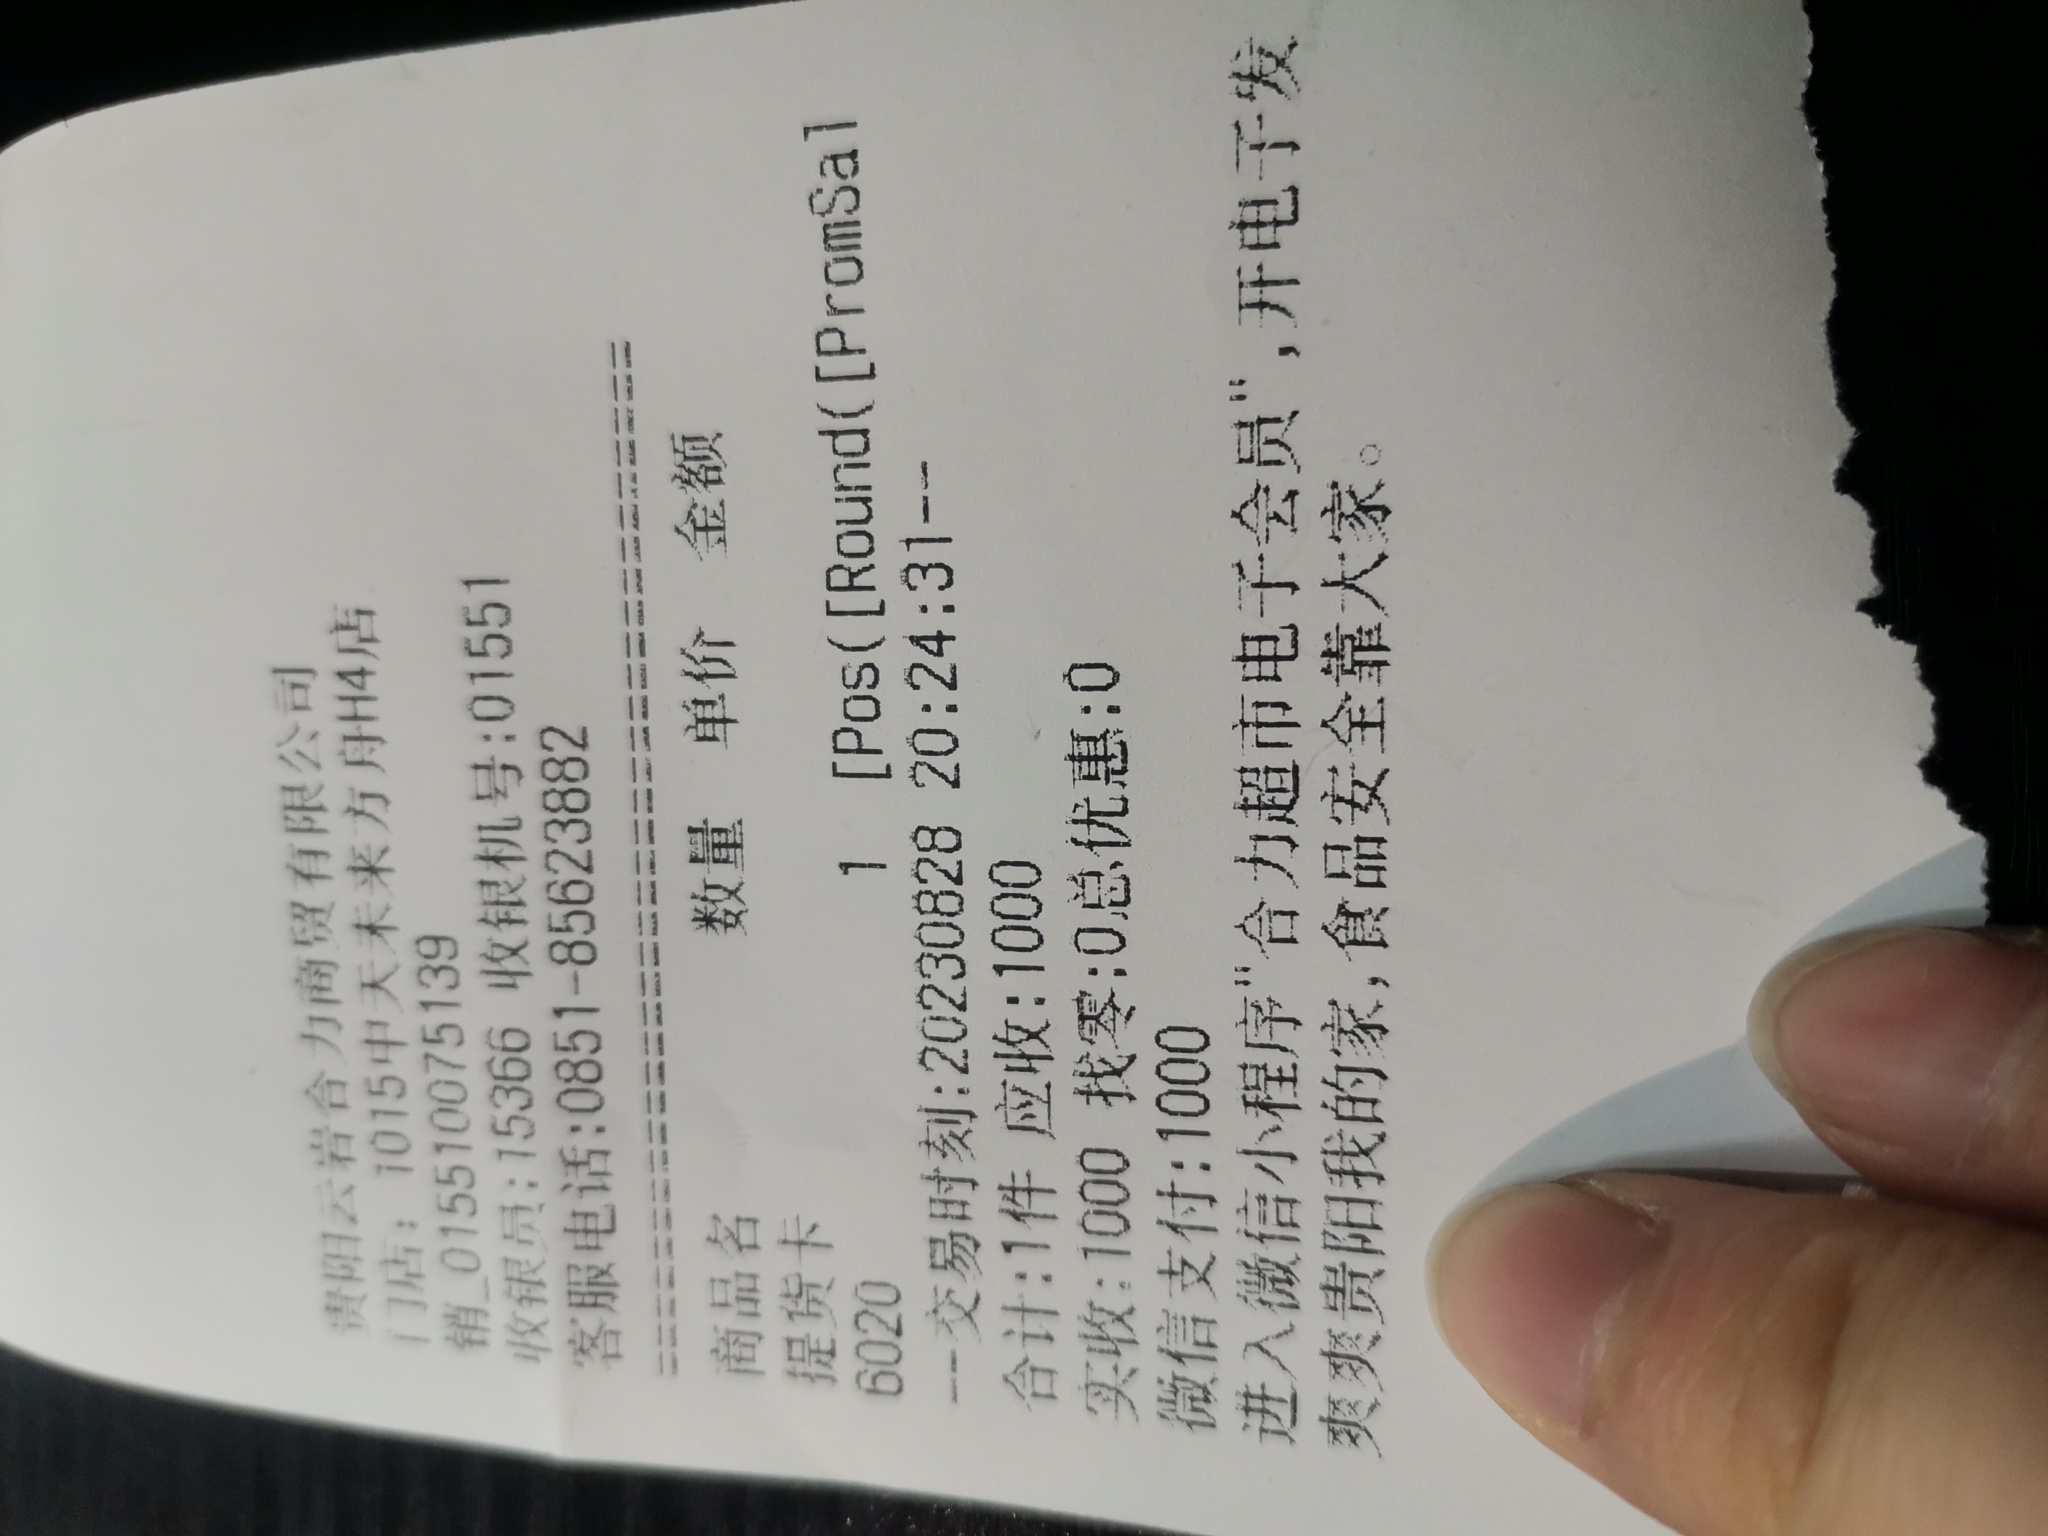 贵阳云岩合力商贸有限公司
门店: 1015中天未来方舟H4店
销_015510075139
收银员:15366 收银机号:01551
客服电话:0851-85623882
商品名 数量 单价 金额
提货卡
6020 1 [Pos([Round([PromSal
--交易时刻:20230828 20:24:31--
合计:1件 应收:1000
实收:1000 找零:0总优惠:0
微信支付:1000
进入微信小程序"合力超市电子会员",开电子发
爽爽贵阳我的家,食品安全靠大家。